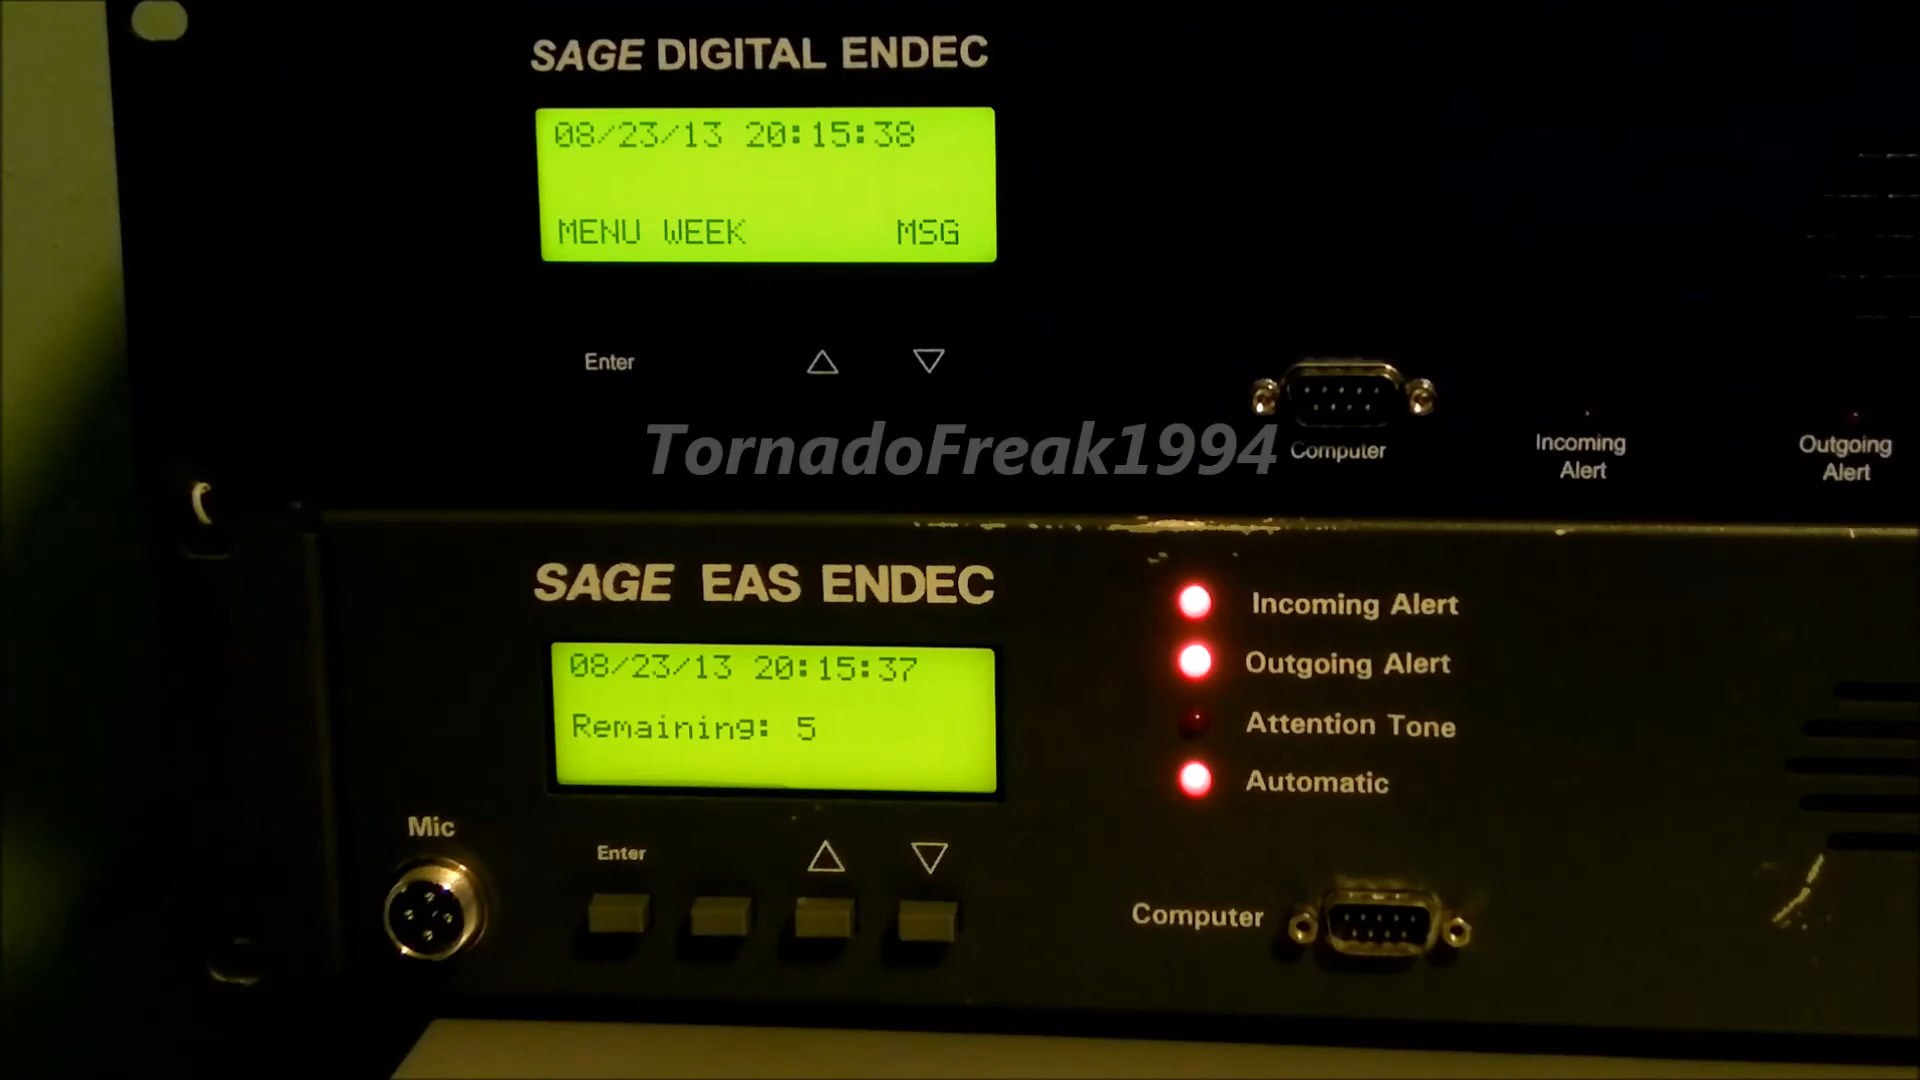 SAGE DIGITAL ENDEC
08/23/13 20:15:38
MENU WEEK MSG
Enter
TornadoFreak1994
Computer
Incoming
Alert
Outgoing
Alert
SAGE EAS ENDEC
08/23/13 20:15:37
Remaining: 5
Incoming Alert
Outgoing Alert
Attention Tone
Automatic
Mic
Enter
Computer